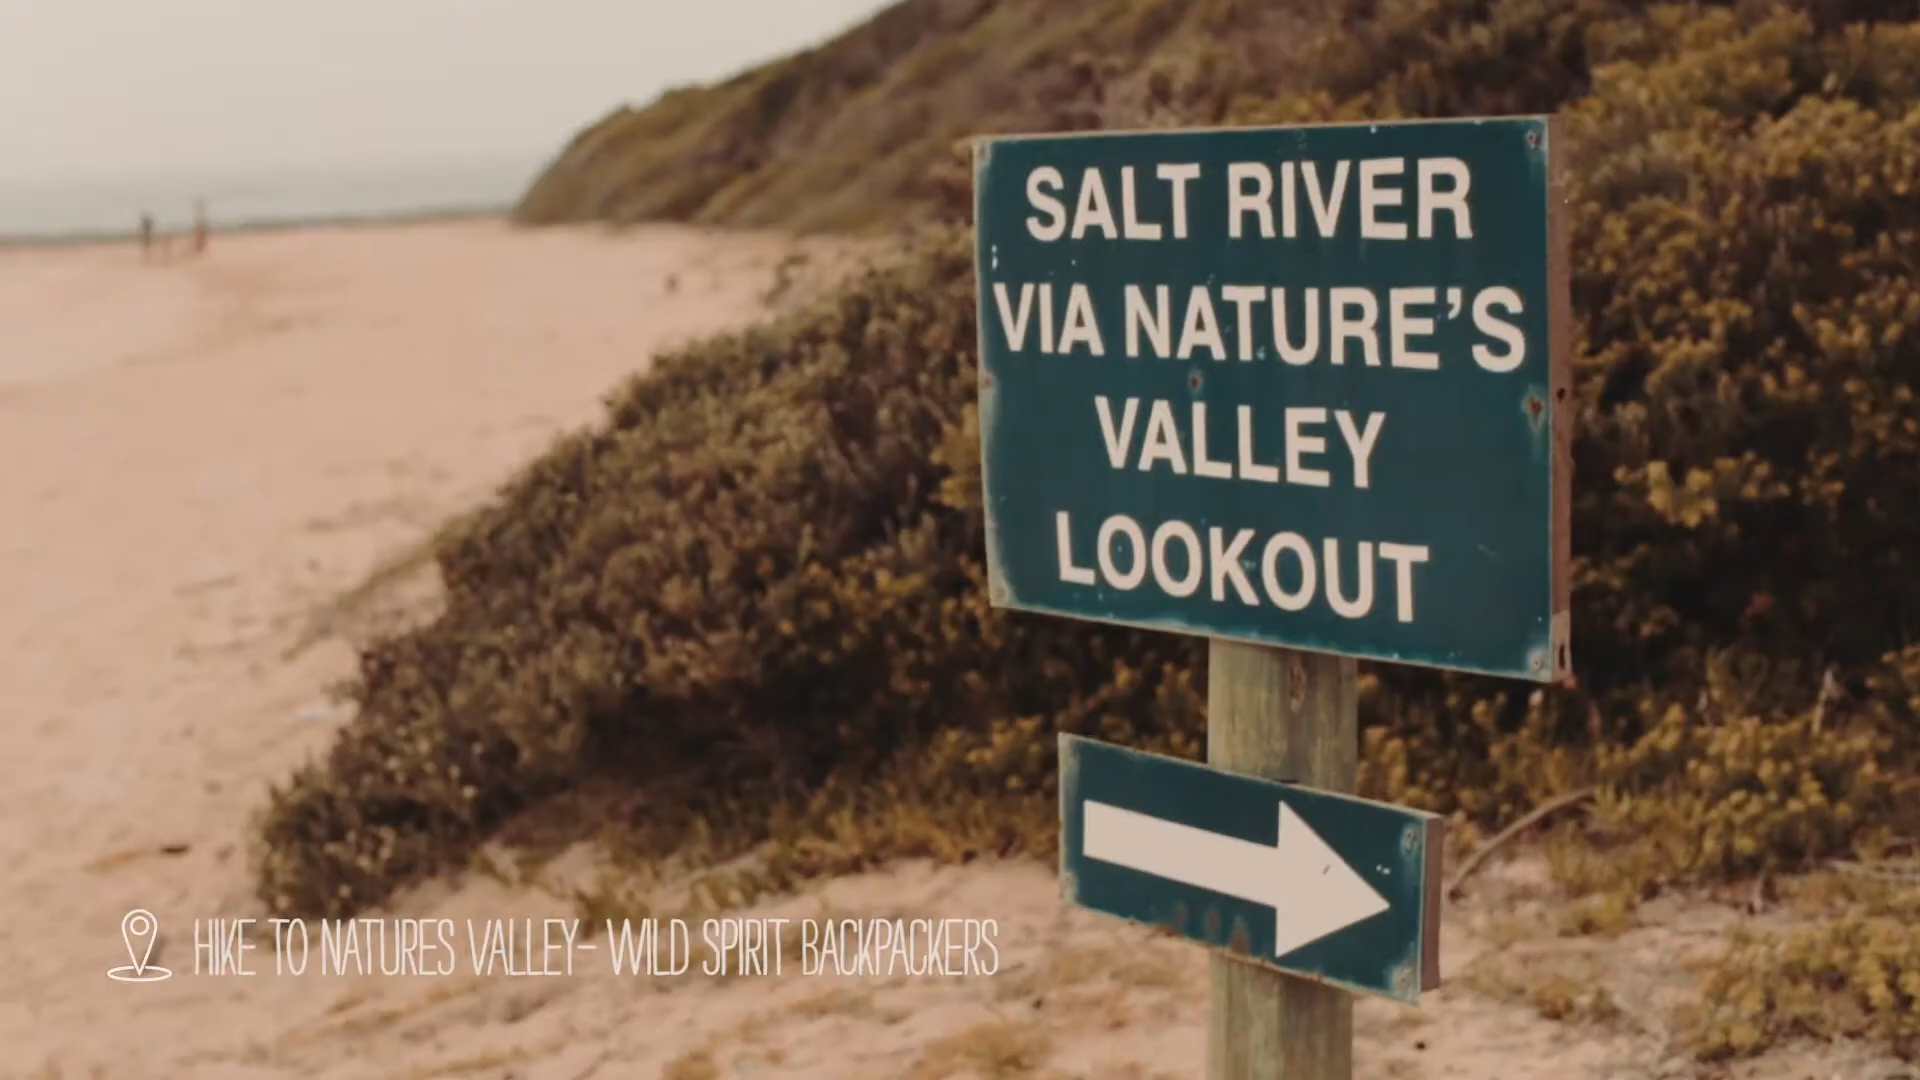 SALT RIVER
VIA NATURE'S
VALLEY
LOOKOUT
HIKE TO NATURES VALLEY- WILD SPIRIT BACKPACKERS